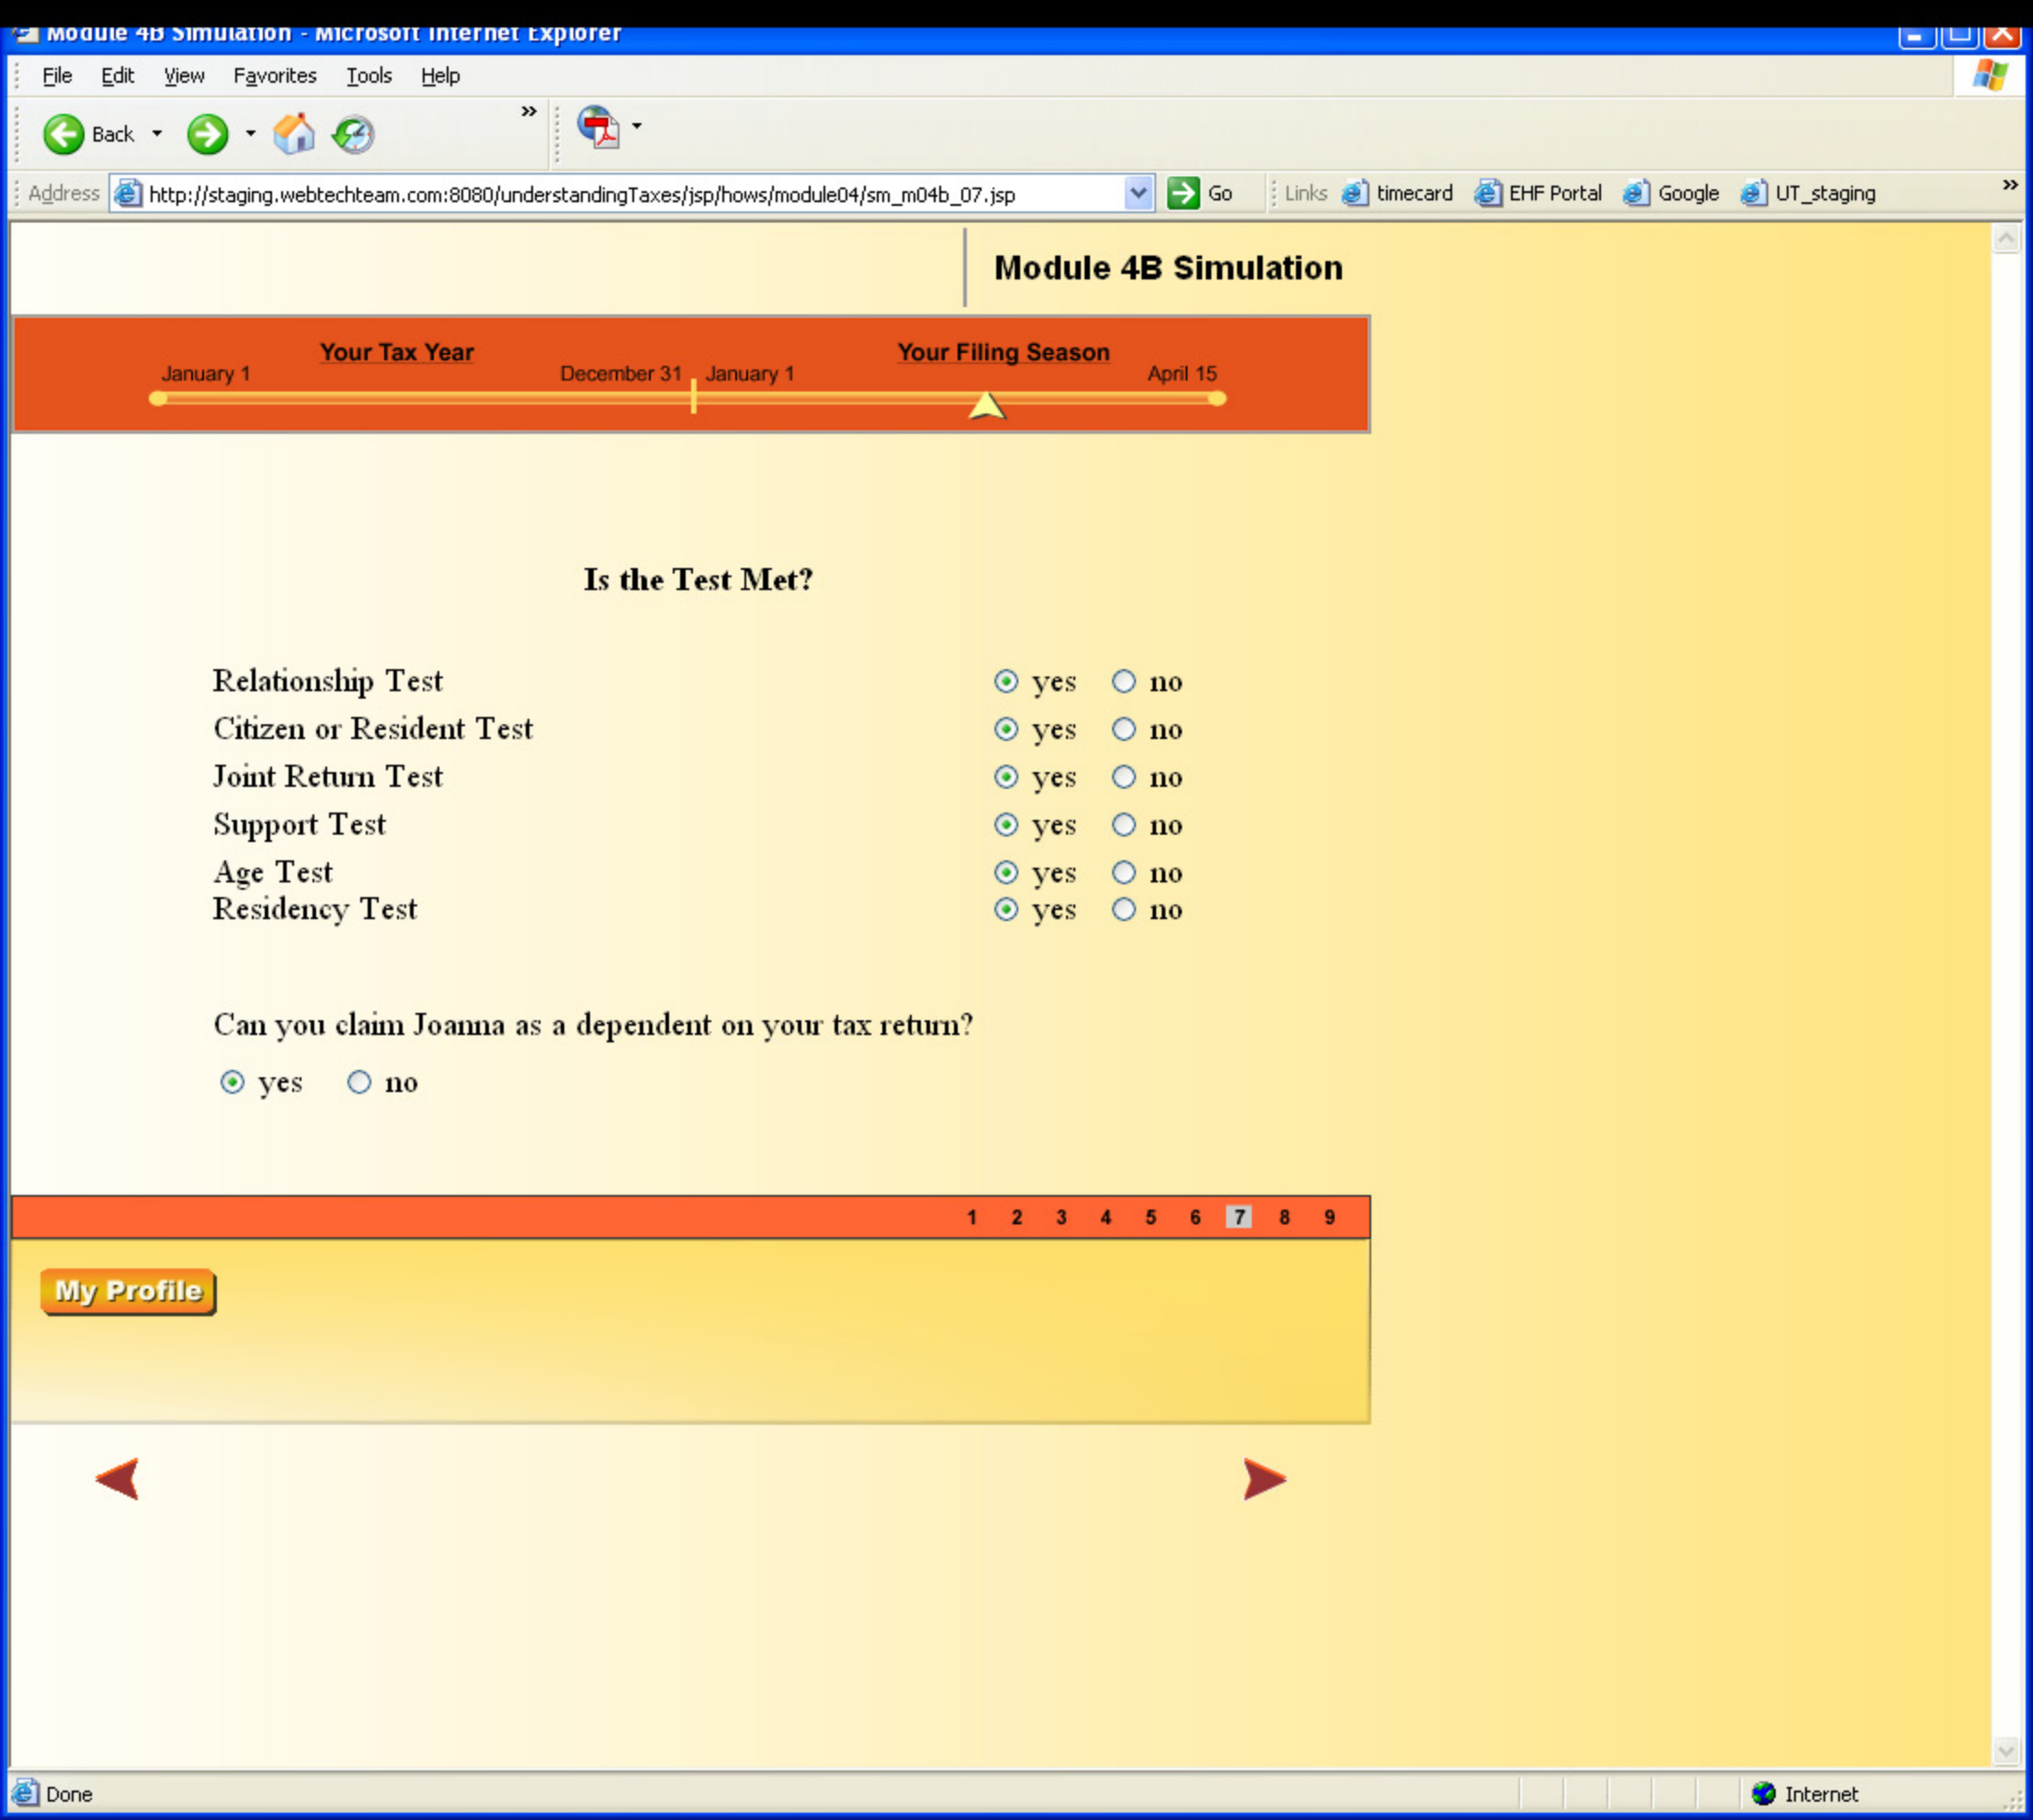 Module 4B Simulation - Microsoft Internet Explorer
File Edit View Favorites Tools Help
Back
Address http://staging.webtechteam.com:8080/understandingTaxes/jsp/hows/module04/sm_m04b_07.jsp Go Links timecard EHF Portal Google UT_staging
Module 4B Simulation
Your Tax Year Your Filing Season
January 1 December 31 January 1 April 15
Is the Test Met?
Relationship Test yes no
Citizen or Resident Test yes no
Joint Return Test yes no
Support Test yes no
Age Test yes no
Residency Test yes no
Can you claim Joanna as a dependent on your tax return?
yes no
1 2 3 4 5 6 7 8 9
My Profile
Done Internet